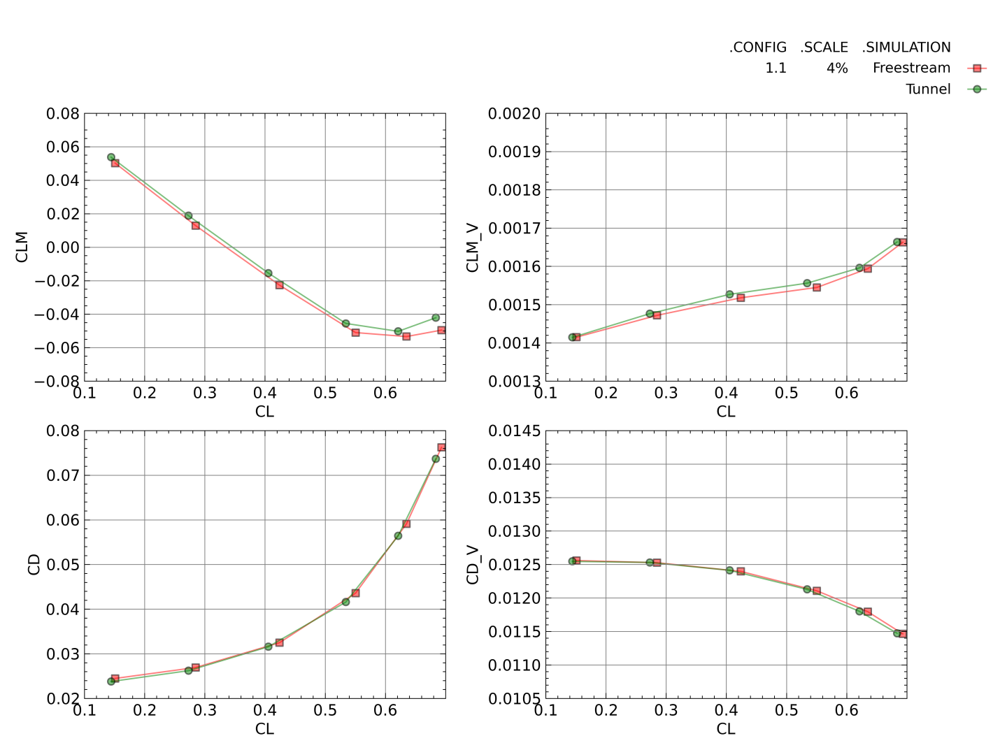 .CONFIG .SCALE .SIMULATION
1.1 4% Freestream
Tunnel
0.08
0.06
0.04
0.02
0.00
−0.02
−0.04
−0.06
−0.08
CLM
0.1 0.2 0.3 0.4 0.5 0.6
CL
0.0020
0.0019
0.0018
0.0017
0.0016
0.0015
0.0014
0.0013
CLM_V
0.1 0.2 0.3 0.4 0.5 0.6
CL
0.08
0.07
0.06
0.05
0.04
0.03
0.02
CD
0.1 0.2 0.3 0.4 0.5 0.6
CL
0.0145
0.0140
0.0135
0.0130
0.0125
0.0120
0.0115
0.0110
0.0105
CD_V
0.1 0.2 0.3 0.4 0.5 0.6
CL